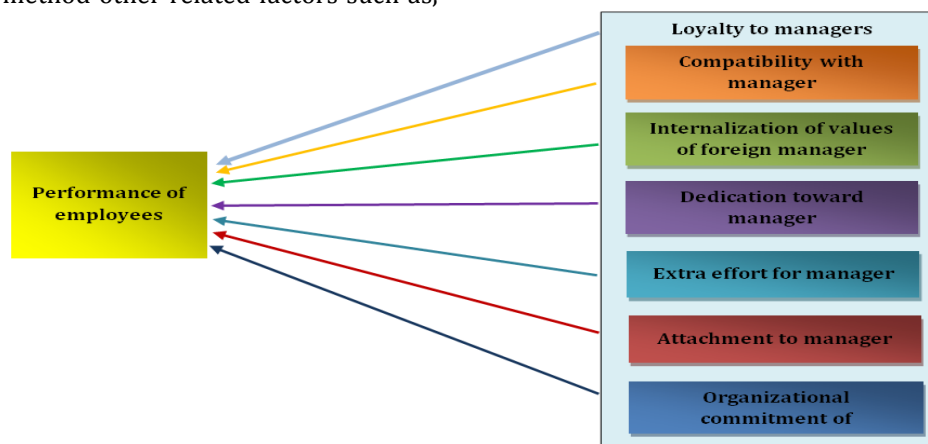 method other related factors such as,
Loyalty to managers
Compatibility with
manager
Internalization of values
of foreign manager
Performance of
employees
Dedication toward
manager
Extra effort for manager
Attachment to manager
Organizational
commitment of